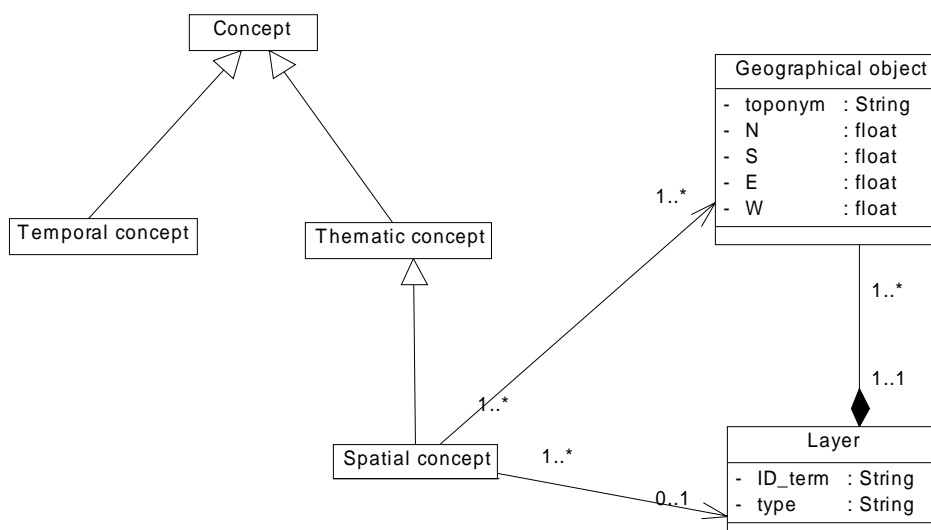 Concept
Geographical object
- toponym : String
- N : float
- S : float
- E : float
- W : float
1..*
Temporal concept
Thematic concept
1..*
1..1
1..*
Layer
Spatial concept
1..*
0..1
- ID_term : String
- type : String